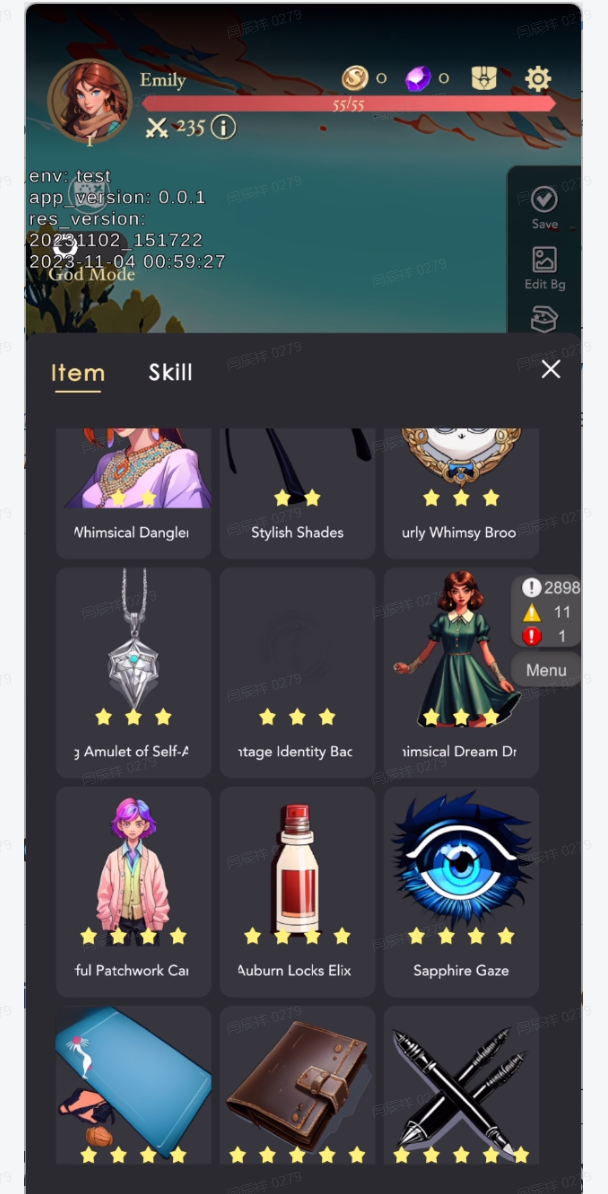 Emily
0
0
55/55
1
235
env: test
app_version: 0.0.1
res_version:
20231102_151722
2023-11-04 00:59:27
God Mode
Save
Edit Bg
Item
Skill
Whimsical Dangler
Stylish Shades
urly Whimsy Broo
2898
11
1
Menu
g Amulet of Self-A
ntage Identity Bac
himsical Dream Dr
ful Patchwork Car
Auburn Locks Elix
Sapphire Gaze